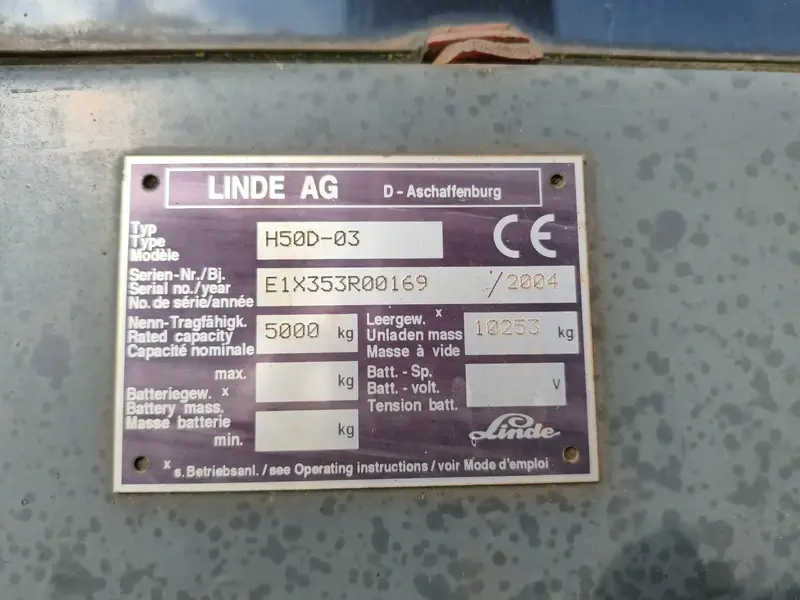 LINDE AG D - Aschaffenburg
Typ
Type
Modèle
H50D-03
CE
Serien-Nr./Bj.
Serial no./year
No. de série/année
E1X353R00169 / 2004
Nenn-Tragfähigk.
Rated capacity
Capacité nominale
5000 kg
Leergew. x
Unladen mass
Masse à vide
10253 kg
max.
Batteriegew. x
Battery mass.
Masse batterie
min.
kg
kg
Batt. - Sp.
Batt. - volt.
Tension batt.
V
Linde
x s. Betriebsanl. / see Operating instructions / voir Mode d'emploi